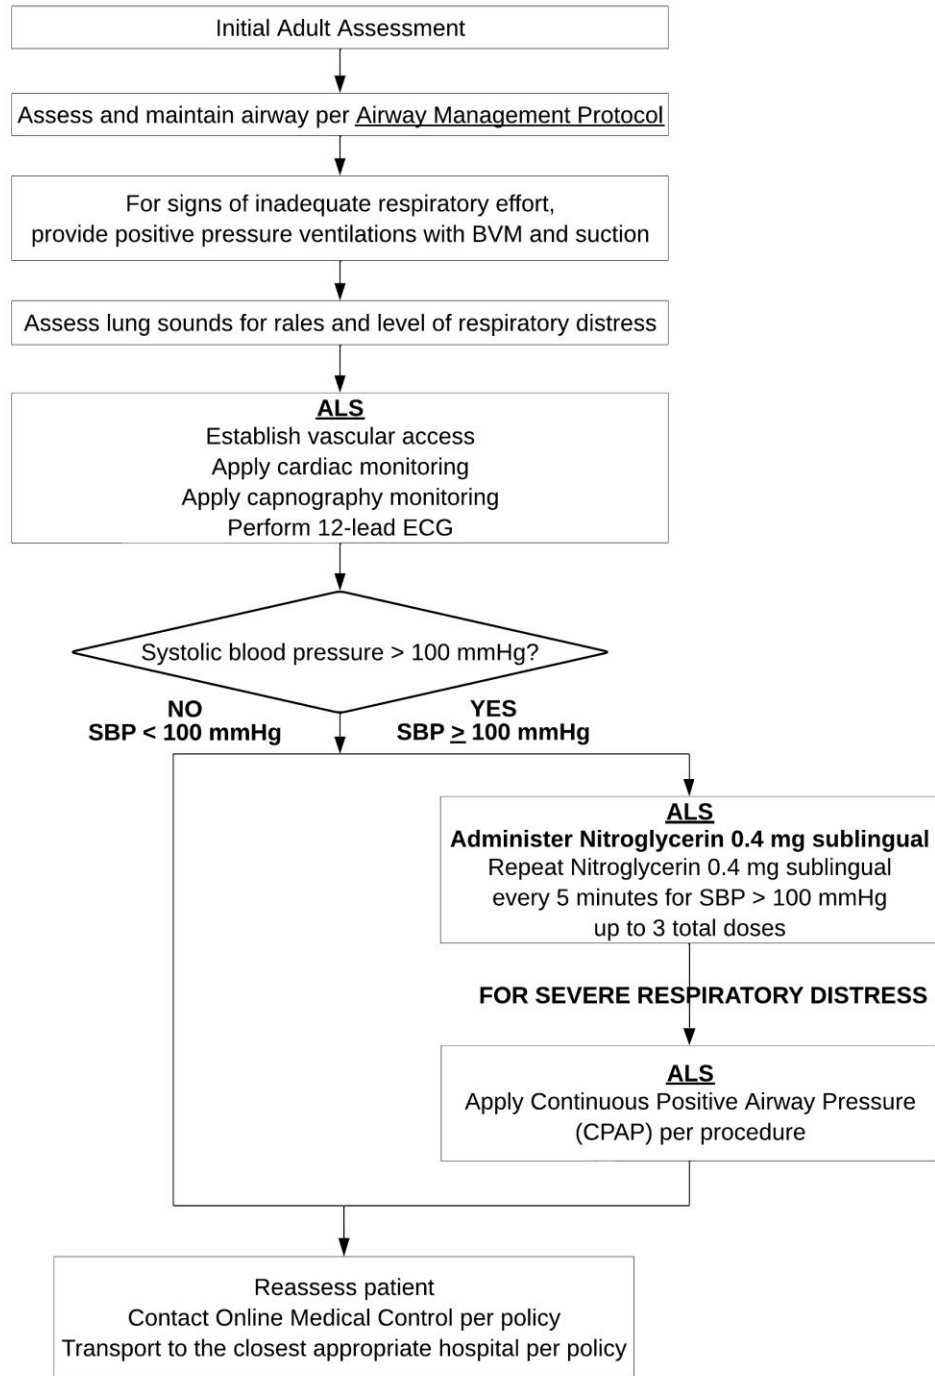 Initial Adult Assessment
Assess and maintain airway per Airway Management Protocol
For signs of inadequate respiratory effort,
provide positive pressure ventilations with BVM and suction
Assess lung sounds for rales and level of respiratory distress
ALS
Establish vascular access
Apply cardiac monitoring
Apply capnography monitoring
Perform 12-lead ECG
Systolic blood pressure > 100 mmHg?
NO
SBP < 100 mmHg
YES
SBP ≥ 100 mmHg
ALS
Administer Nitroglycerin 0.4 mg sublingual
Repeat Nitroglycerin 0.4 mg sublingual
every 5 minutes for SBP > 100 mmHg
up to 3 total doses
FOR SEVERE RESPIRATORY DISTRESS
ALS
Apply Continuous Positive Airway Pressure
(CPAP) per procedure
Reassess patient
Contact Online Medical Control per policy
Transport to the closest appropriate hospital per policy